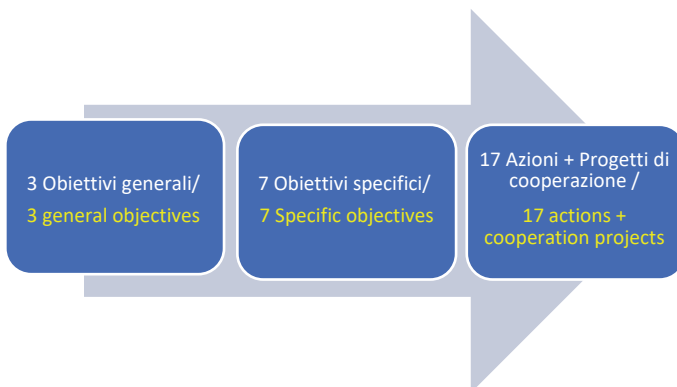 3 Obiettivi generali/
3 general objectives
7 Obiettivi specifici/
7 Specific objectives
17 Azioni + Progetti di
cooperazione /
17 actions +
cooperation projects